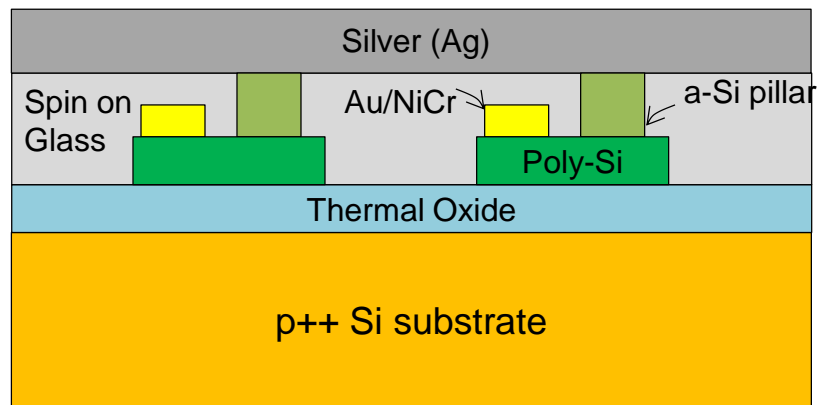 Silver (Ag)
Spin on
Glass
Au/NiCr
a-Si pillar
Poly-Si
Thermal Oxide
p++ Si substrate